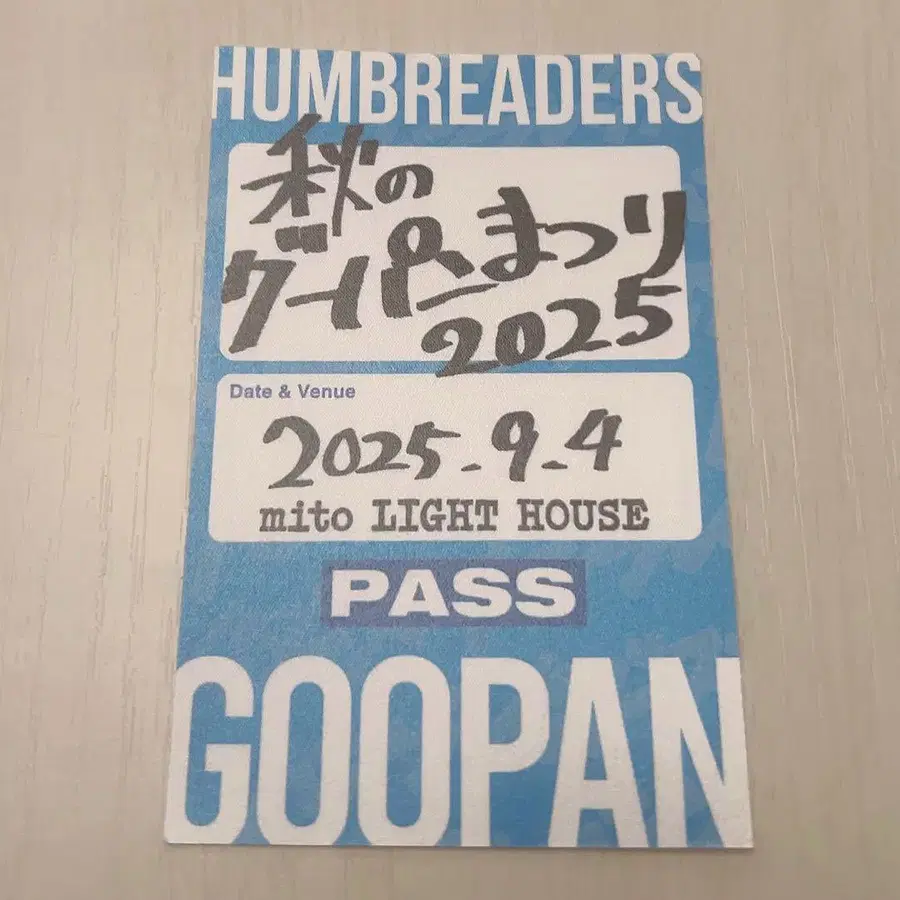 HUMBREADERS
秋の
グーパンまつり
2025
Date & Venue
2025.9.4
mito LIGHT HOUSE
PASS
GOOPAN